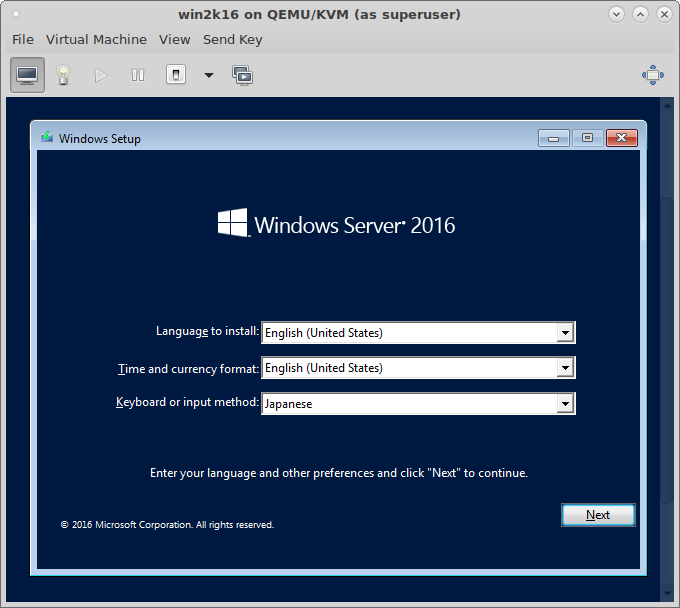 win2k16 on QEMU/KVM (as superuser)
File Virtual Machine View Send Key
Windows Setup
Windows Server 2016
Language to install: English (United States)
Time and currency format: English (United States)
Keyboard or input method: Japanese
Enter your language and other preferences and click "Next" to continue.
© 2016 Microsoft Corporation. All rights reserved.
Next